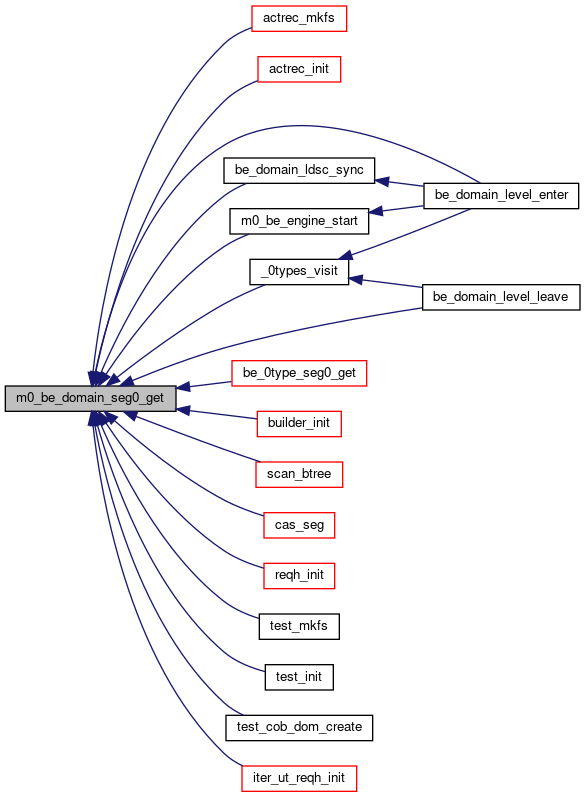 actrec_mkfs
actrec_init
be_domain_ldsc_sync
be_domain_level_enter
m0_be_engine_start
_0types_visit
be_domain_level_leave
be_0type_seg0_get
m0_be_domain_seg0_get
builder_init
scan_btree
cas_seg
reqh_init
test_mkfs
test_init
test_cob_dom_create
iter_ut_reqh_init